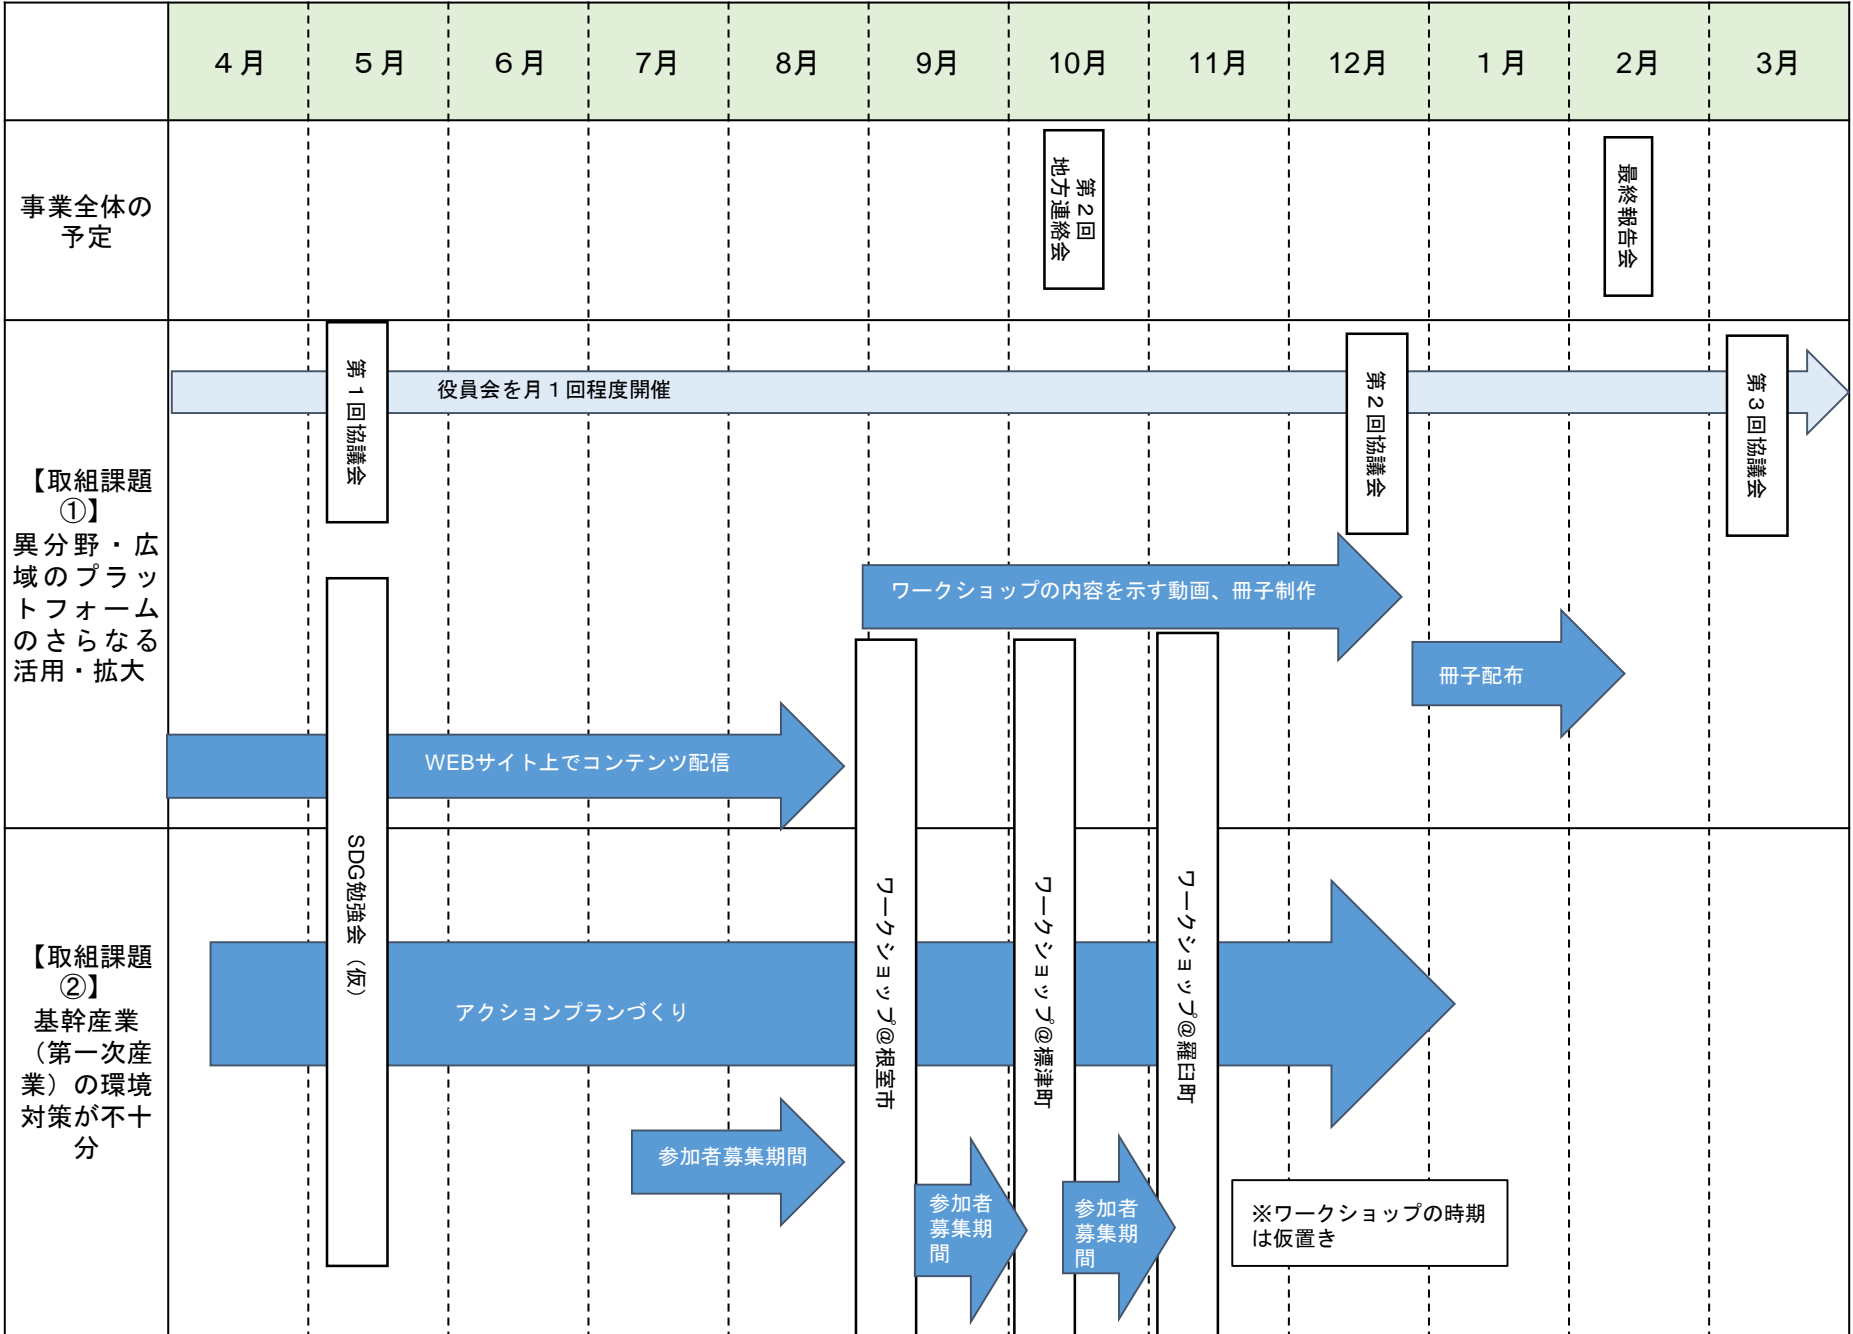 ４月
５月
６月
7月
8月
9月
10月
11月
12月
１月
2月
3月
事業全体の
予定
第２回
地方連絡会
最終報告会
【取組課題
①】
異分野・広
域のプラッ
トフォーム
のさらなる
活用・拡大
役員会を月１回程度開催
第１回協議会
第２回協議会
第３回協議会
ワークショップの内容を示す動画、冊子制作
冊子配布
WEBサイト上でコンテンツ配信
SDG勉強会（仮）
ワークショップ@根室市
ワークショップ@標津町
ワークショップ@羅臼町
【取組課題
②】
基幹産業
（第一次産
業）の環境
対策が不十
分
アクションプランづくり
参加者募集期間
参加者
募集期
間
参加者
募集期
間
※ワークショップの時期
は仮置き